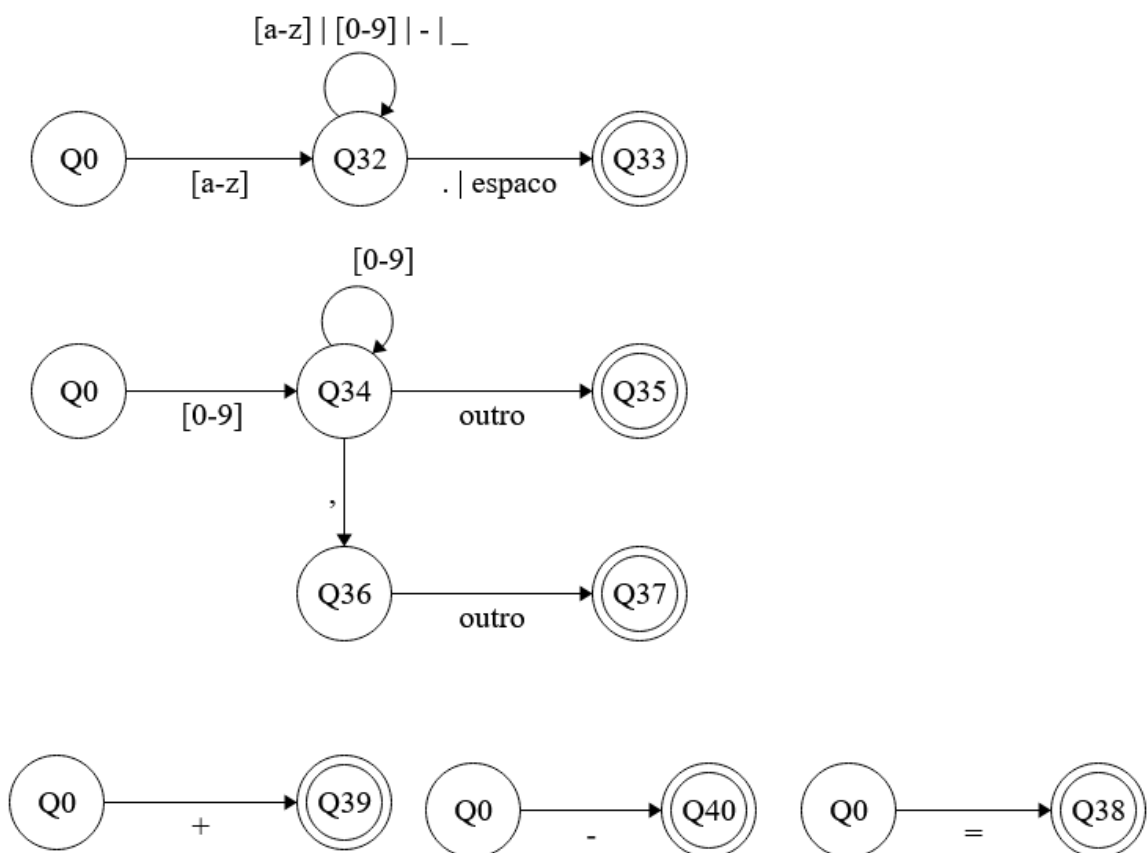 [a-z] | [0-9] | - | _
Q0 Q32 Q33
[a-z] . | espaco
[0-9]
Q0 Q34 Q35
[0-9] outro
,
Q36 Q37
outro
Q0 Q39 Q0 Q40 Q0 Q38
+ - =